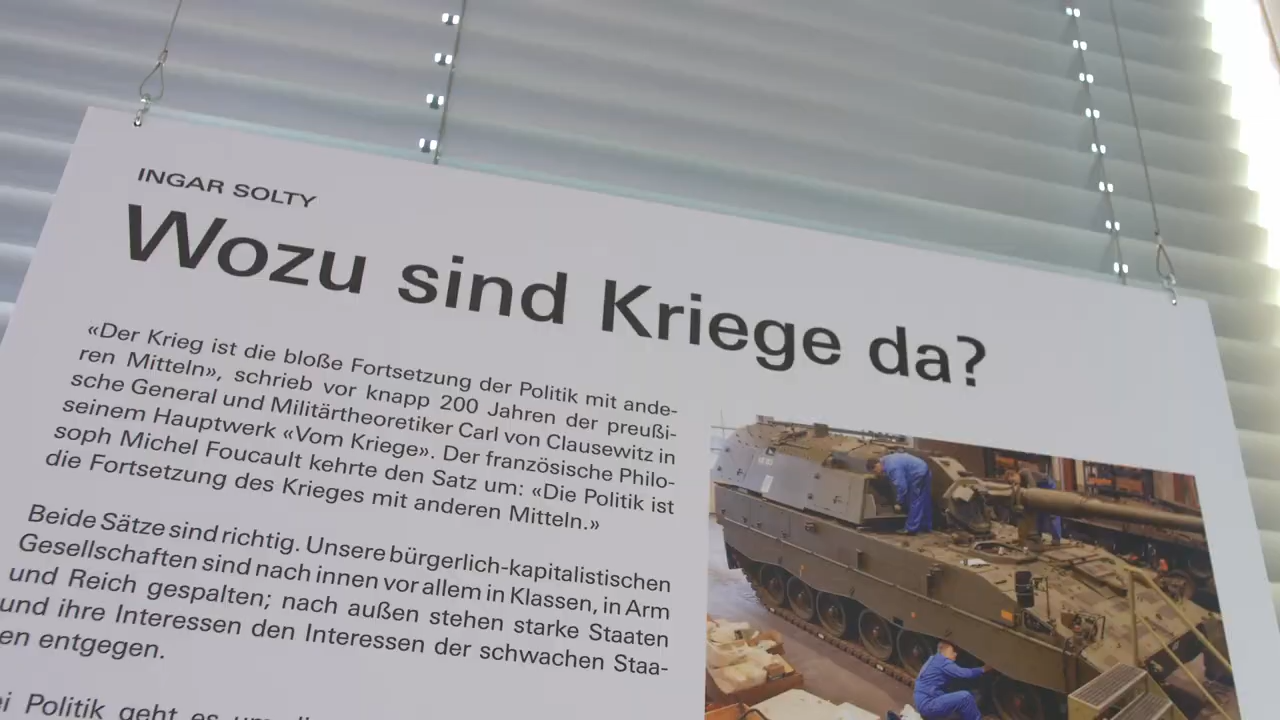 INGAR SOLTY
Wozu sind Kriege da?
«Der Krieg ist die bloße Fortsetzung der Politik mit ande-
ren Mitteln», schrieb vor knapp 200 Jahren der preußi-
sche General und Militärtheoretiker Carl von Clausewitz in
seinem Hauptwerk «Vom Kriege». Der französische Philo-
soph Michel Foucault kehrte den Satz um: «Die Politik ist
die Fortsetzung des Krieges mit anderen Mitteln.»
Beide Sätze sind richtig. Unsere bürgerlich-kapitalistischen
Gesellschaften sind nach innen vor allem in Klassen, in Arm
und Reich gespalten; nach außen stehen starke Staaten
und ihre Interessen den Interessen der schwachen Staa-
en entgegen.
Politik geht es um